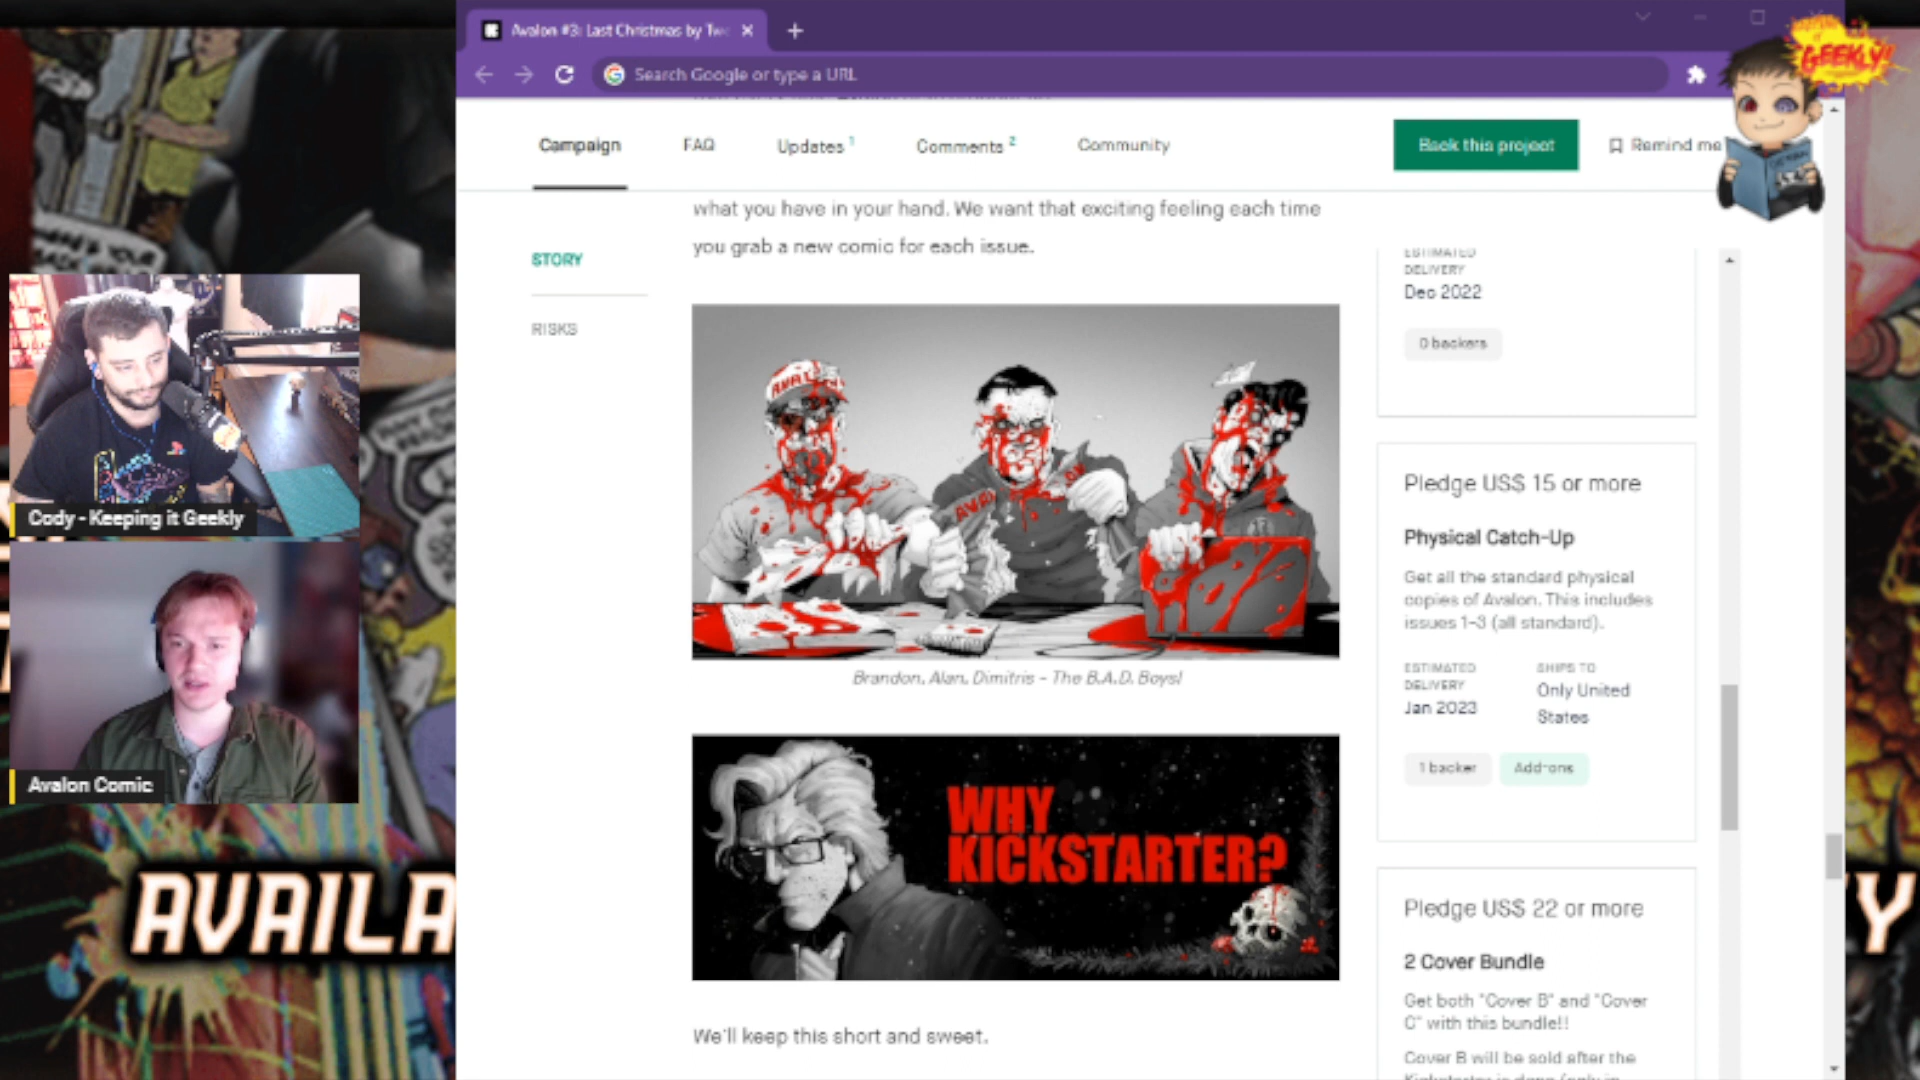 Avalon #3: Last Christmas by Two
Search Google or type a URL
GEEKLY!
Campaign
FAQ
Updates 1
Comments 2
Community
Back this project
Remind me
what you have in your hand. We want that exciting feeling each time
you grab a new comic for each issue.
STORY
RISKS
ESTIMATED
DELIVERY
Dec 2022
0 backers
AVAL
AVALON
Brandon, Alan, Dimitris - The B.A.D. Boys!
Pledge US$ 15 or more
Physical Catch-Up
Get all the standard physical
copies of Avalon. This includes
issues 1-3 (all standard).
ESTIMATED
DELIVERY
Jan 2023
SHIPS TO
Only United
States
1 backer
Add-ons
WHY
KICKSTARTER?
We'll keep this short and sweet.
Pledge US$ 22 or more
2 Cover Bundle
Get both "Cover B" and "Cover
C" with this bundle!!
Cover B will be sold after the
Cody - Keeping it Geekly
Avalon Comic
AVAILA
Y